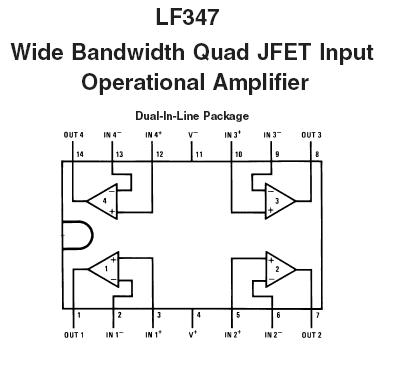 LF347
Wide Bandwidth Quad JFET Input
Operational Amplifier
Dual-In-Line Package
OUT 4 IN 4⁻ IN 4⁺ V⁻ IN 3⁺ IN 3⁻ OUT 3
14 13 12 11 10 9 8
− −
4 3
+ +
+ +
1 2
− −
1 2 3 4 5 6 7
OUT 1 IN 1⁻ IN 1⁺ V⁺ IN 2⁺ IN 2⁻ OUT 2